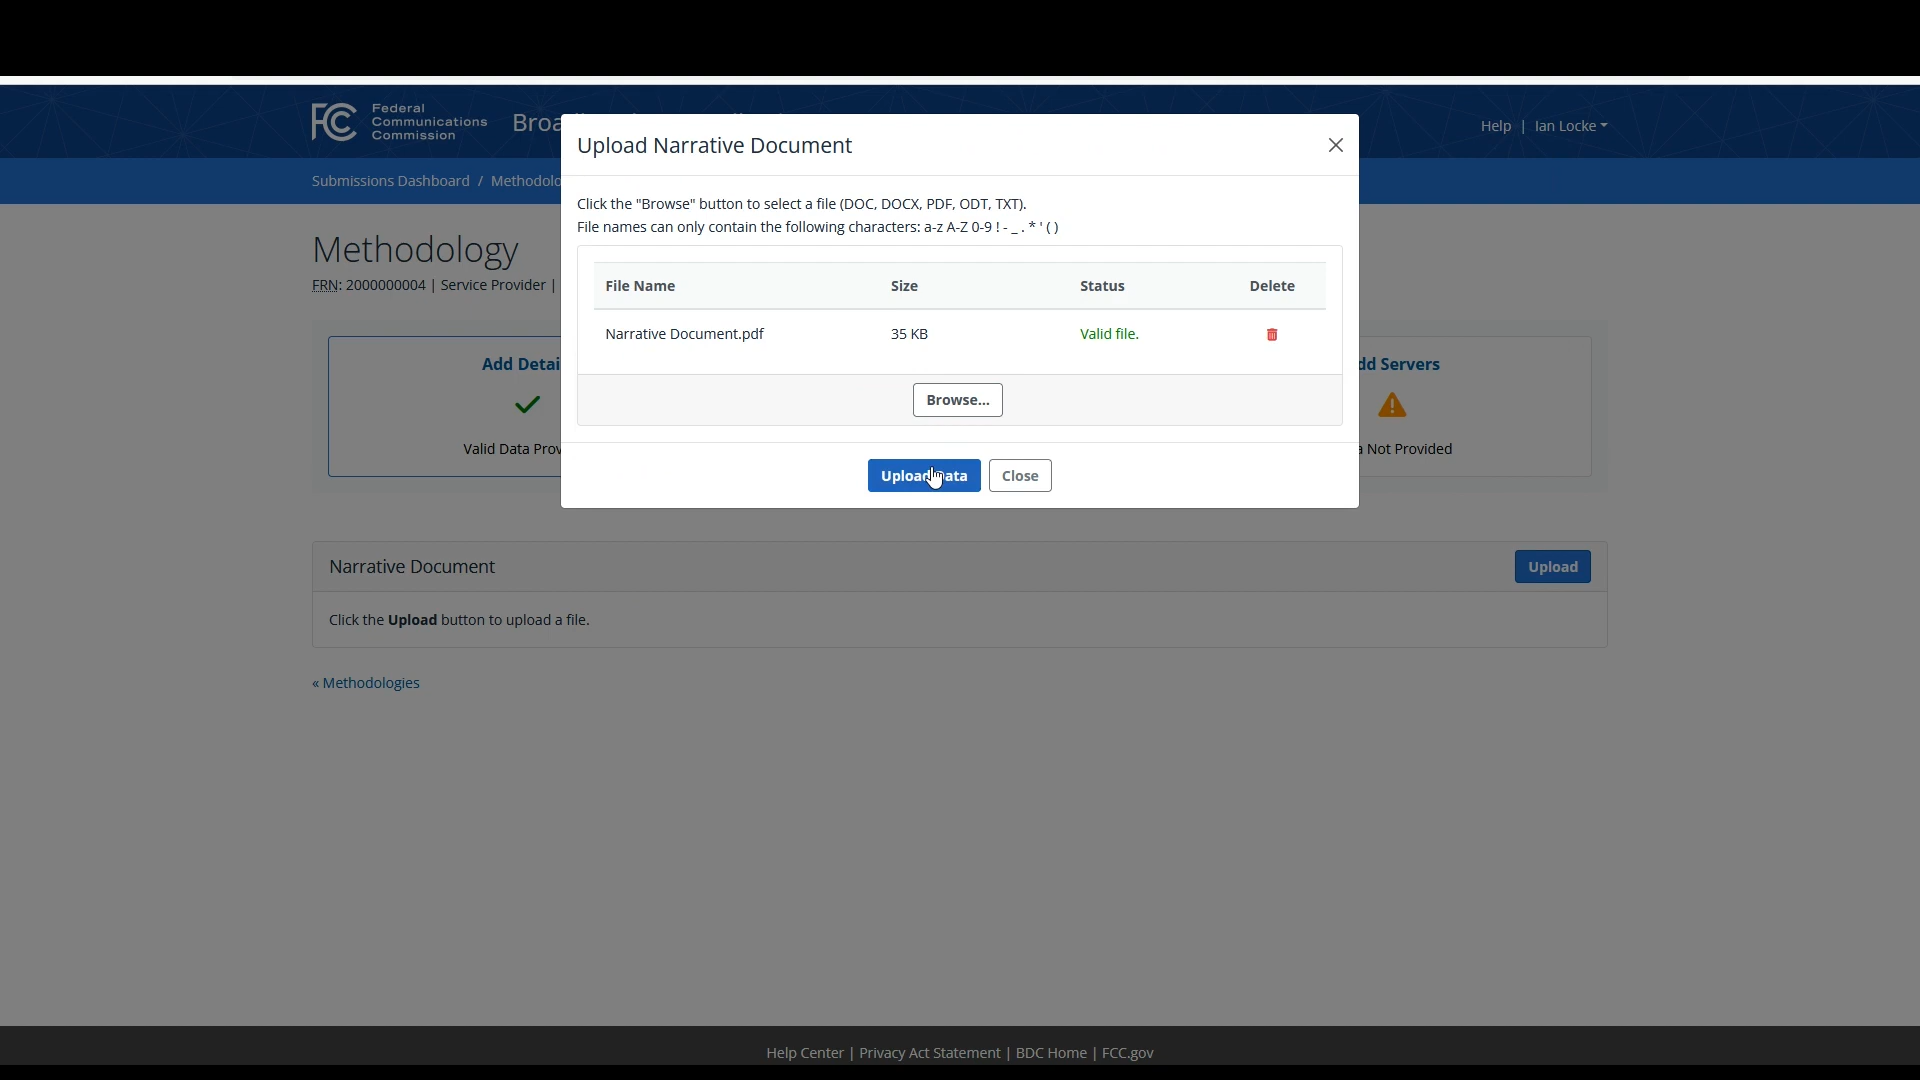 Federal
Communications
Commission
FCC
Help | Ian Locke
Submissions Dashboard /
Upload Narrative Document
Click the "Browse" button to select a file (DOC, DOCX, PDF, ODT, TXT).
File names can only contain the following characters: a-z A-Z 0-9 ! - _ . * ' ( )
Methodology
FRN: 2000000004 | Service Provider |
File Name Size Status Delete
Narrative Document.pdf 35 KB Valid file.
Add
Servers
Browse...
Valid Data
Not Provided
Upload Close
Narrative Document Upload
Click the Upload button to upload a file.
« Methodologies
Help Center | Privacy Act Statement | BDC Home | FCC.gov